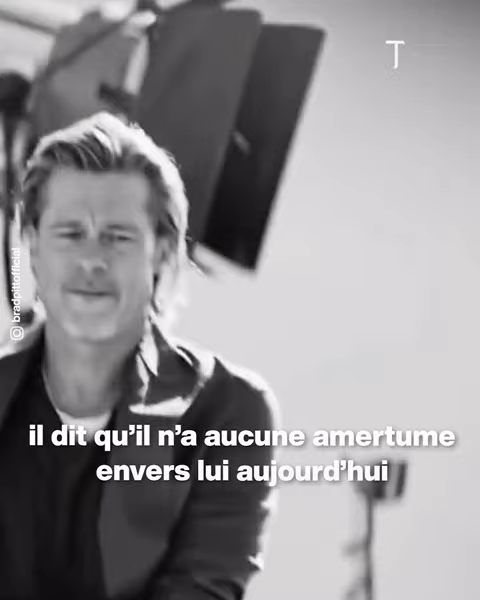 T
bradpittofficial
il dit qu'il n'a aucune amertume
envers lui aujourd'hui